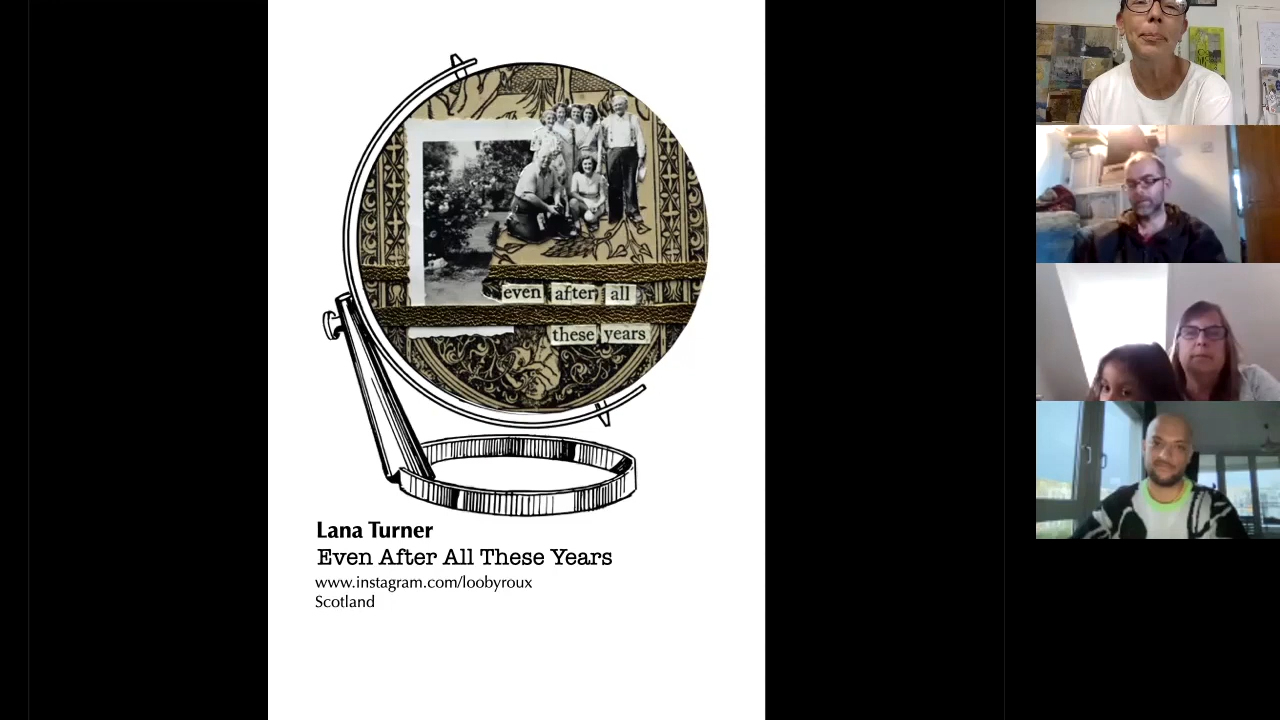 even after all
these years
Lana Turner
Even After All These Years
www.instagram.com/loobyroux
Scotland